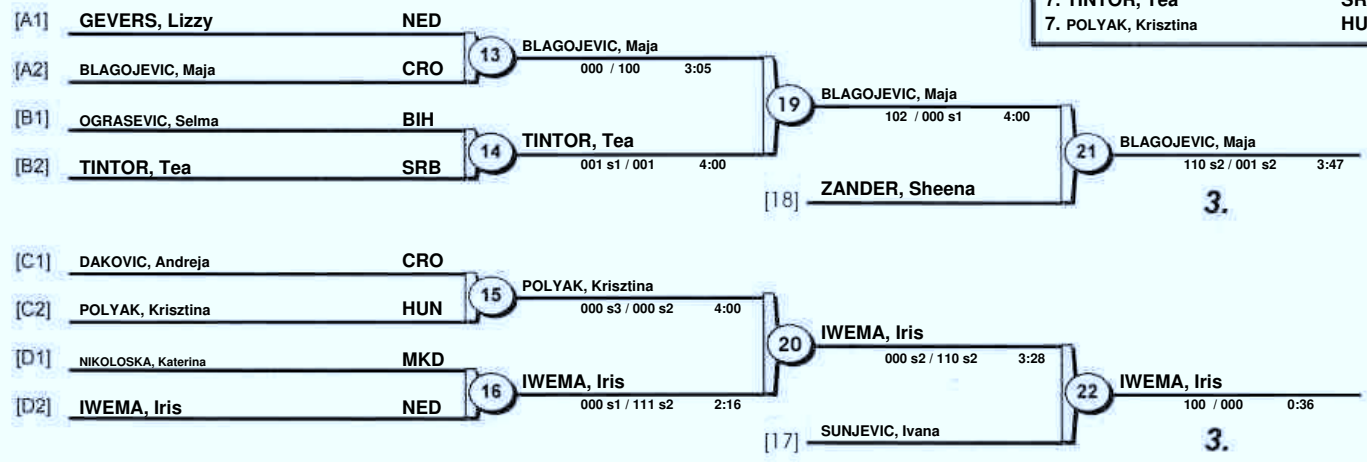 7. TINTOR, Tea
7. POLYAK, Krisztina
[A1] GEVERS, Lizzy NED
[A2] BLAGOJEVIC, Maja CRO
13 BLAGOJEVIC, Maja
000 / 100 3:05
[B1] OGRASEVIC, Selma BIH
[B2] TINTOR, Tea SRB
14 TINTOR, Tea
001 s1 / 001 4:00
19 BLAGOJEVIC, Maja
102 / 000 s1 4:00
[18] ZANDER, Sheena
21 BLAGOJEVIC, Maja
110 s2 / 001 s2 3:47
3.
[C1] DAKOVIC, Andreja CRO
[C2] POLYAK, Krisztina HUN
15 POLYAK, Krisztina
000 s3 / 000 s2 4:00
[D1] NIKOLOSKA, Katerina MKD
[D2] IWEMA, Iris NED
16 IWEMA, Iris
000 s1 / 111 s2 2:16
20 IWEMA, Iris
000 s2 / 110 s2 3:28
[17] SUNJEVIC, Ivana
22 IWEMA, Iris
100 / 000 0:36
3.